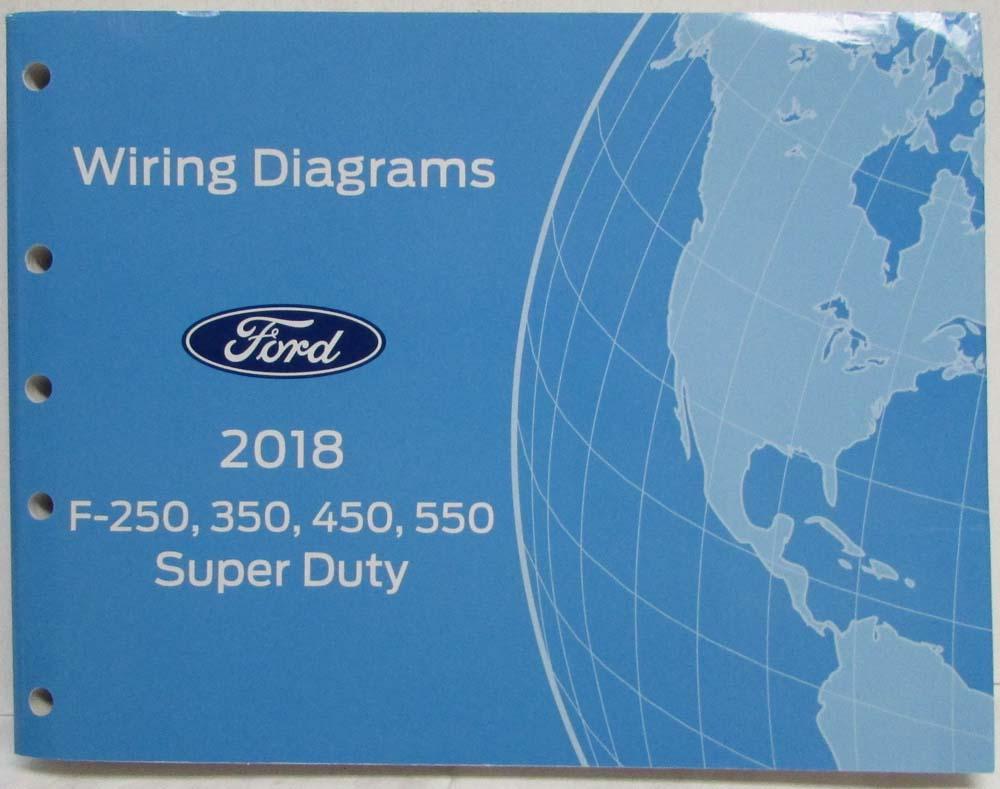 Wiring Diagrams
Ford
2018
F-250, 350, 450, 550
Super Duty